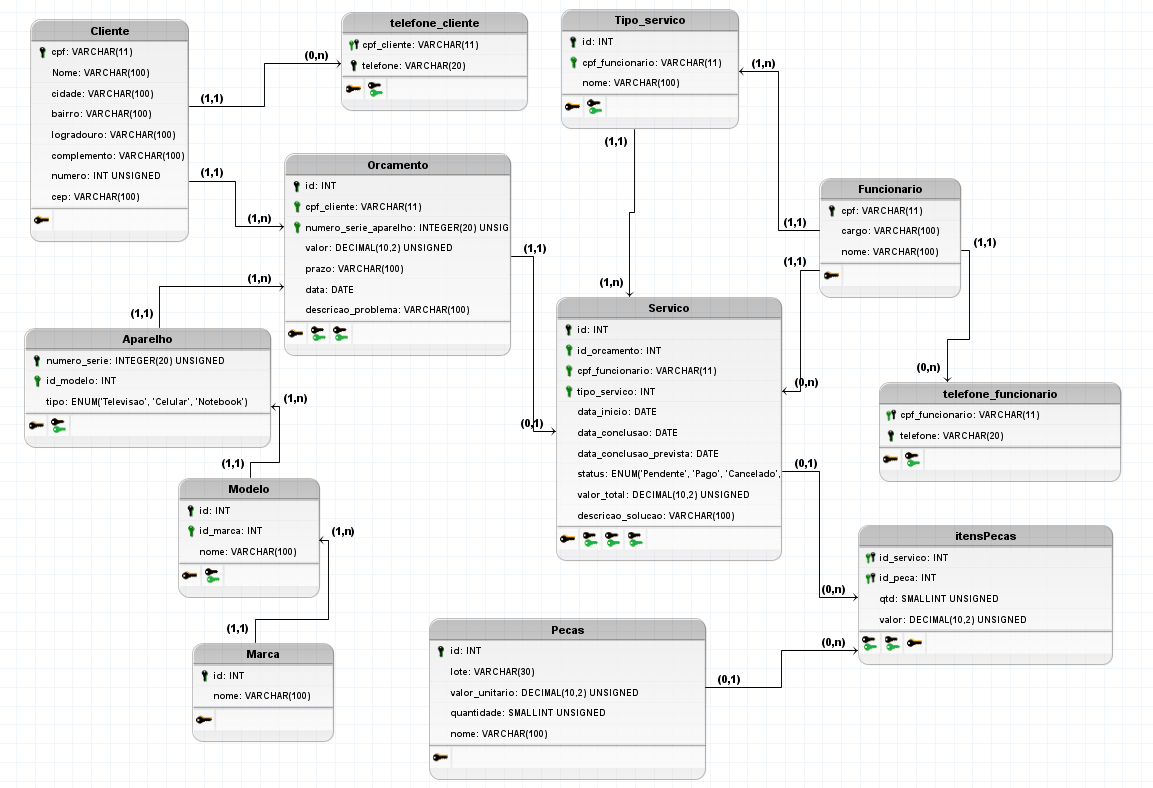 Cliente
cpf: VARCHAR(11)
Nome: VARCHAR(100)
cidade: VARCHAR(100)
bairro: VARCHAR(100)
logradouro: VARCHAR(100)
complemento: VARCHAR(100)
numero: INT UNSIGNED
cep: VARCHAR(100)
(1,1)
(0,n)
telefone_cliente
cpf_cliente: VARCHAR(11)
telefone: VARCHAR(20)
(1,1)
(1,n)
Orcamento
id: INT
cpf_cliente: VARCHAR(11)
numero_serie_aparelho: INTEGER(20) UNSIG
valor: DECIMAL(10,2) UNSIGNED
prazo: VARCHAR(100)
data: DATE
descricao_problema: VARCHAR(100)
Tipo_servico
id: INT
cpf_funcionario: VARCHAR(11)
nome: VARCHAR(100)
(1,n)
(1,1)
(1,1)
(1,n)
Funcionario
cpf: VARCHAR(11)
cargo: VARCHAR(100)
nome: VARCHAR(100)
(1,1)
(0,n)
(1,1)
(0,n)
telefone_funcionario
cpf_funcionario: VARCHAR(11)
telefone: VARCHAR(20)
(1,n)
(1,1)
Aparelho
numero_serie: INTEGER(20) UNSIGNED
id_modelo: INT
tipo: ENUM('Televisao', 'Celular', 'Notebook')
(1,n)
(1,1)
(1,1)
(0,1)
Servico
id: INT
id_orcamento: INT
cpf_funcionario: VARCHAR(11)
tipo_servico: INT
data_inicio: DATE
data_conclusao: DATE
data_conclusao_prevista: DATE
status: ENUM('Pendente', 'Pago', 'Cancelado',
valor_total: DECIMAL(10,2) UNSIGNED
descricao_solucao: VARCHAR(100)
(0,1)
(0,n)
Modelo
id: INT
id_marca: INT
nome: VARCHAR(100)
(1,n)
(1,1)
Marca
id: INT
nome: VARCHAR(100)
itensPecas
id_servico: INT
id_peca: INT
qtd: SMALLINT UNSIGNED
valor: DECIMAL(10,2) UNSIGNED
Pecas
id: INT
lote: VARCHAR(30)
valor_unitario: DECIMAL(10,2) UNSIGNED
quantidade: SMALLINT UNSIGNED
nome: VARCHAR(100)
(0,1)
(0,n)